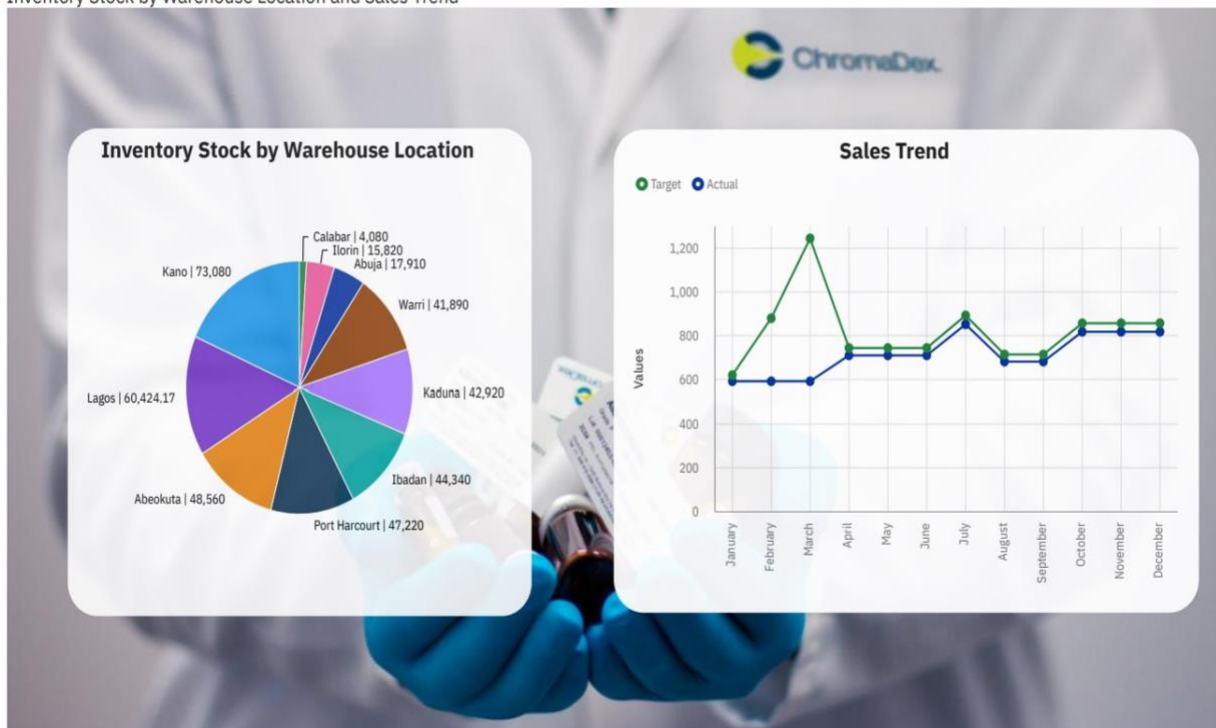 Inventory Stock by Warehouse Location and Sales Trend
ChromaDex
Inventory Stock by Warehouse Location
Calabar | 4,080
Ilorin | 15,820
Abuja | 17,910
Kano | 73,080
Warri | 41,890
Lagos | 60,424.17
Kaduna | 42,920
Ibadan | 44,340
Abeokuta | 48,560
Port Harcourt | 47,220
Sales Trend
Target Actual
Values
1,200
1,000
800
600
400
200
0
January
February
March
April
May
June
July
August
September
October
November
December